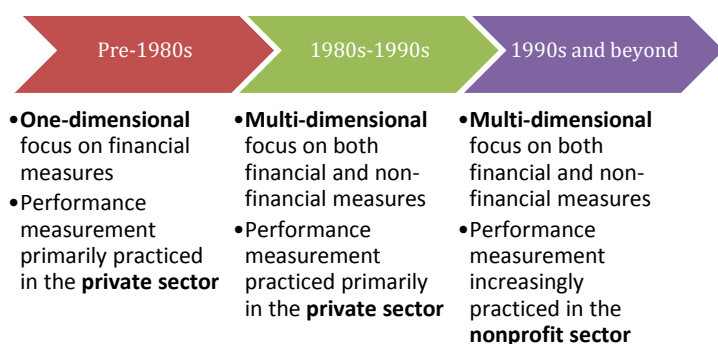 Pre-1980s
1980s-1990s
1990s and beyond
•One-dimensional
focus on financial
measures
•Performance
measurement
primarily practiced
in the private sector
•Multi-dimensional
focus on both
financial and non-
financial measures
•Performance
measurement
practiced primarily
in the private sector
•Multi-dimensional
focus on both
financial and non-
financial measures
•Performance
measurement
increasingly
practiced in the
nonprofit sector